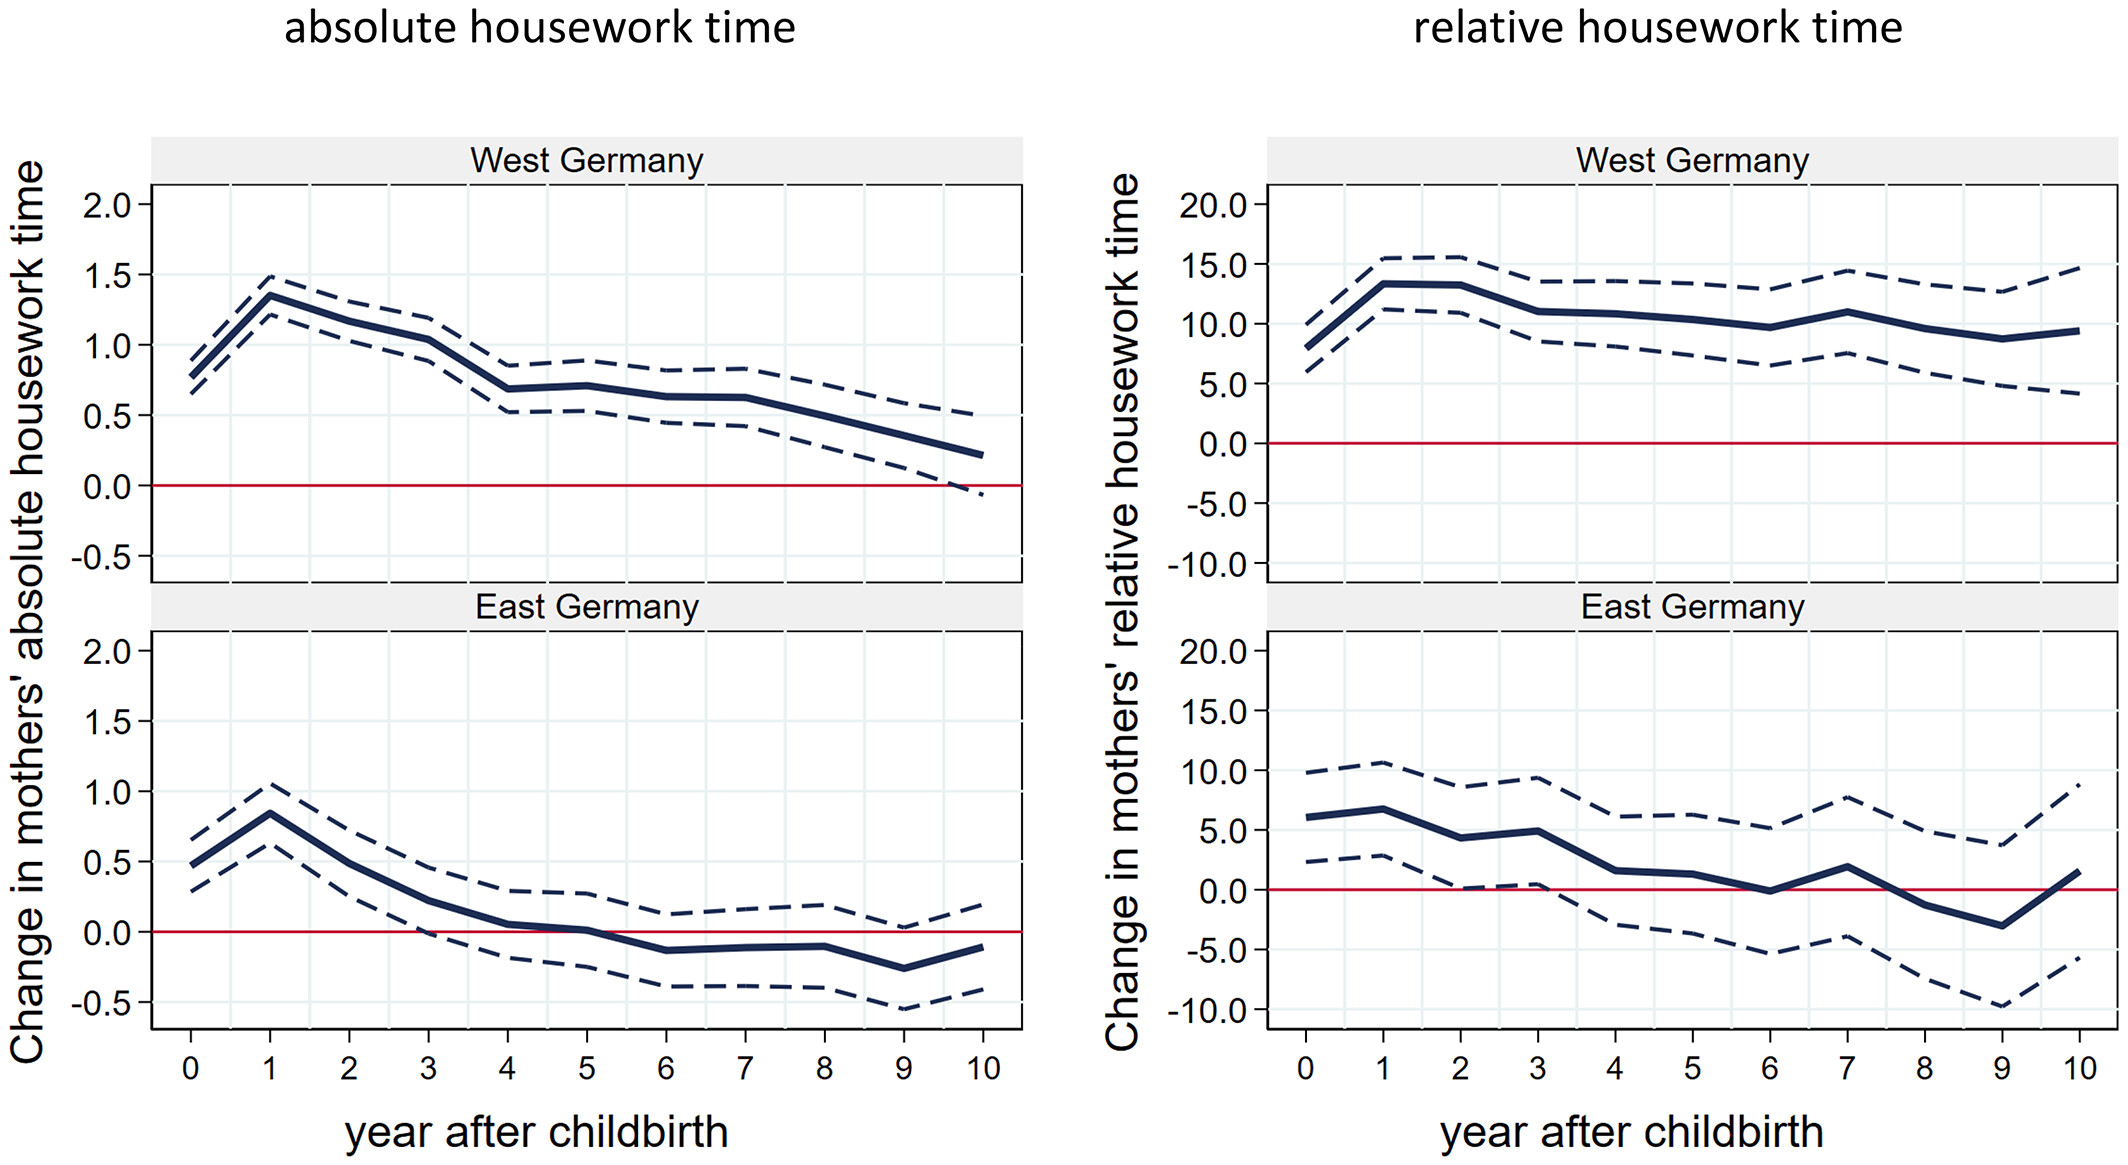 absolute housework time
Change in mothers' absolute housework time
West Germany
2.0
1.5
1.0
0.5
0.0
-0.5
East Germany
2.0
1.5
1.0
0.5
0.0
-0.5
0 1 2 3 4 5 6 7 8 9 10
year after childbirth
relative housework time
Change in mothers' relative housework time
West Germany
20.0
15.0
10.0
5.0
0.0
-5.0
-10.0
East Germany
20.0
15.0
10.0
5.0
0.0
-5.0
-10.0
0 1 2 3 4 5 6 7 8 9 10
year after childbirth